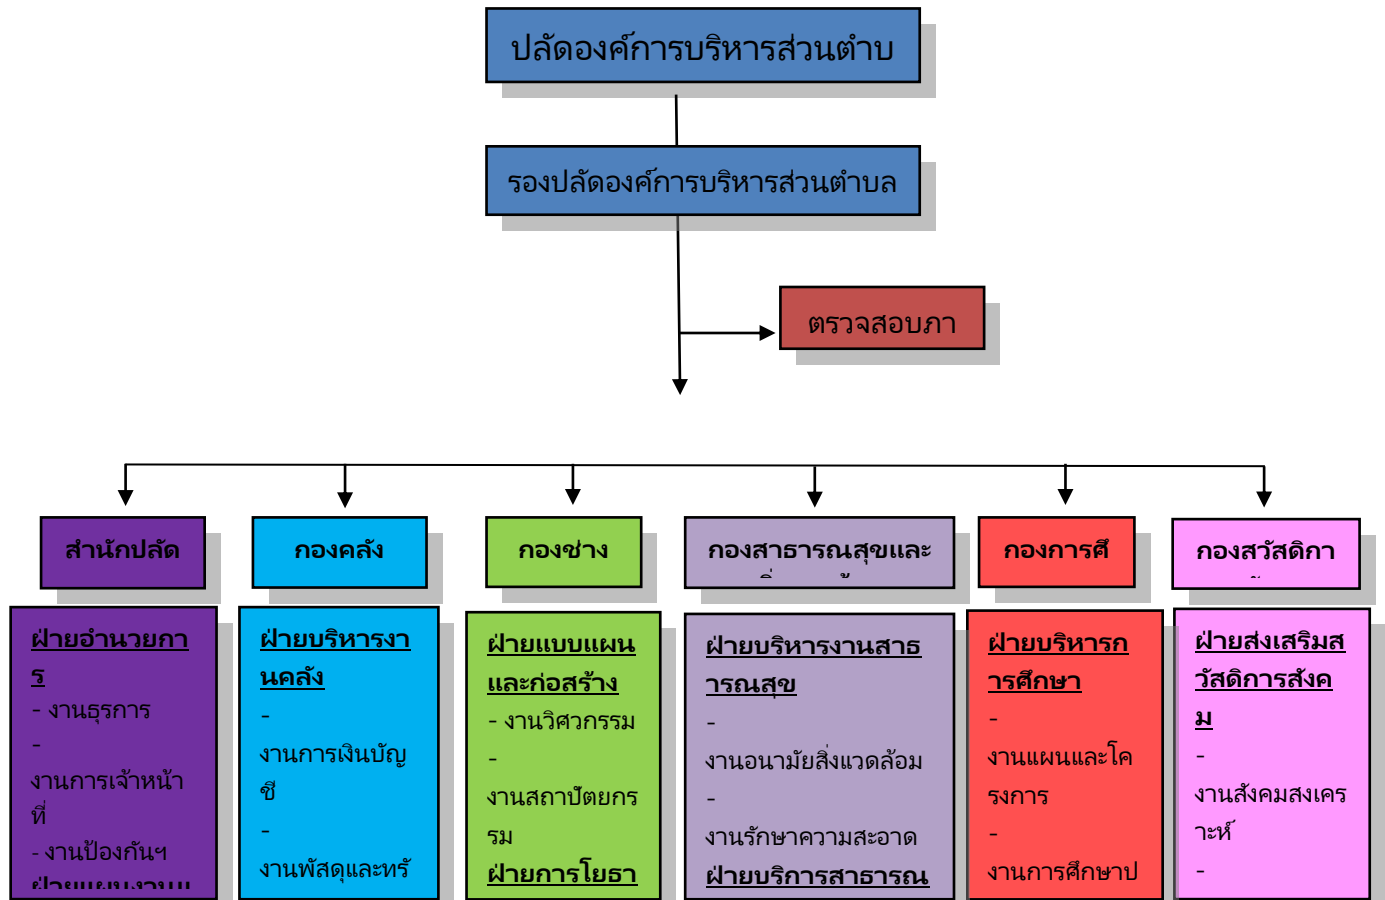 ปลัดองค์การบริหารส่วนตำบ
รองปลัดองค์การบริหารส่วนตำบล
ตรวจสอบภา
สำนักปลัด
กองคลัง
กองช่าง
กองสาธารณสุขและ
กองการศึ
กองสวัสดิกา
ฝ่ายอำนวยกา
ร
- งานธุรการ
-
งานการเจ้าหน้า
ที่
- งานป้องกันฯ
ฝ่ายบริหารงา
นคลัง
-
งานการเงินบัญ
ชี
-
งานพัสดุและทรั
ฝ่ายแบบแผน
และก่อสร้าง
- งานวิศวกรรม
-
งานสถาปัตยกร
รม
ฝ่ายการโยธา
ฝ่ายบริหารงานสาธ
ารณสุข
-
งานอนามัยสิ่งแวดล้อม
-
งานรักษาความสะอาด
ฝ่ายบริการสาธารณ
ฝ่ายบริหารก
ารศึกษา
-
งานแผนและโค
รงการ
-
งานการศึกษาป
ฝ่ายส่งเสริมส
วัสดิการสังค
ม
-
งานสังคมสงเคร
าะห์
-